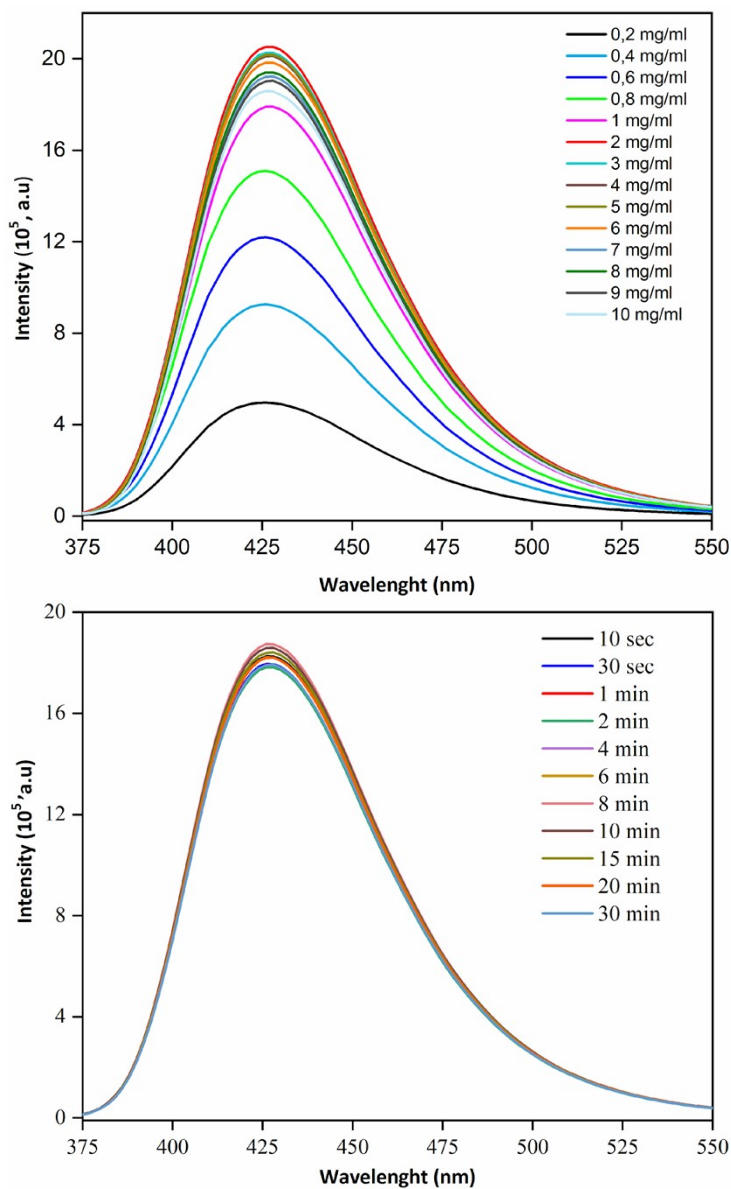 0,2 mg/ml
0,4 mg/ml
0,6 mg/ml
0,8 mg/ml
1 mg/ml
2 mg/ml
3 mg/ml
4 mg/ml
5 mg/ml
6 mg/ml
7 mg/ml
8 mg/ml
9 mg/ml
10 mg/ml
Intensity (10⁵, a.u)
20
16
12
8
4
0
375 400 425 450 475 500 525 550
Wavelenght (nm)
10 sec
30 sec
1 min
2 min
4 min
6 min
8 min
10 min
15 min
20 min
30 min
Intensity (10⁵,a.u)
20
16
12
8
4
0
375 400 425 450 475 500 525 550
Wavelenght (nm)